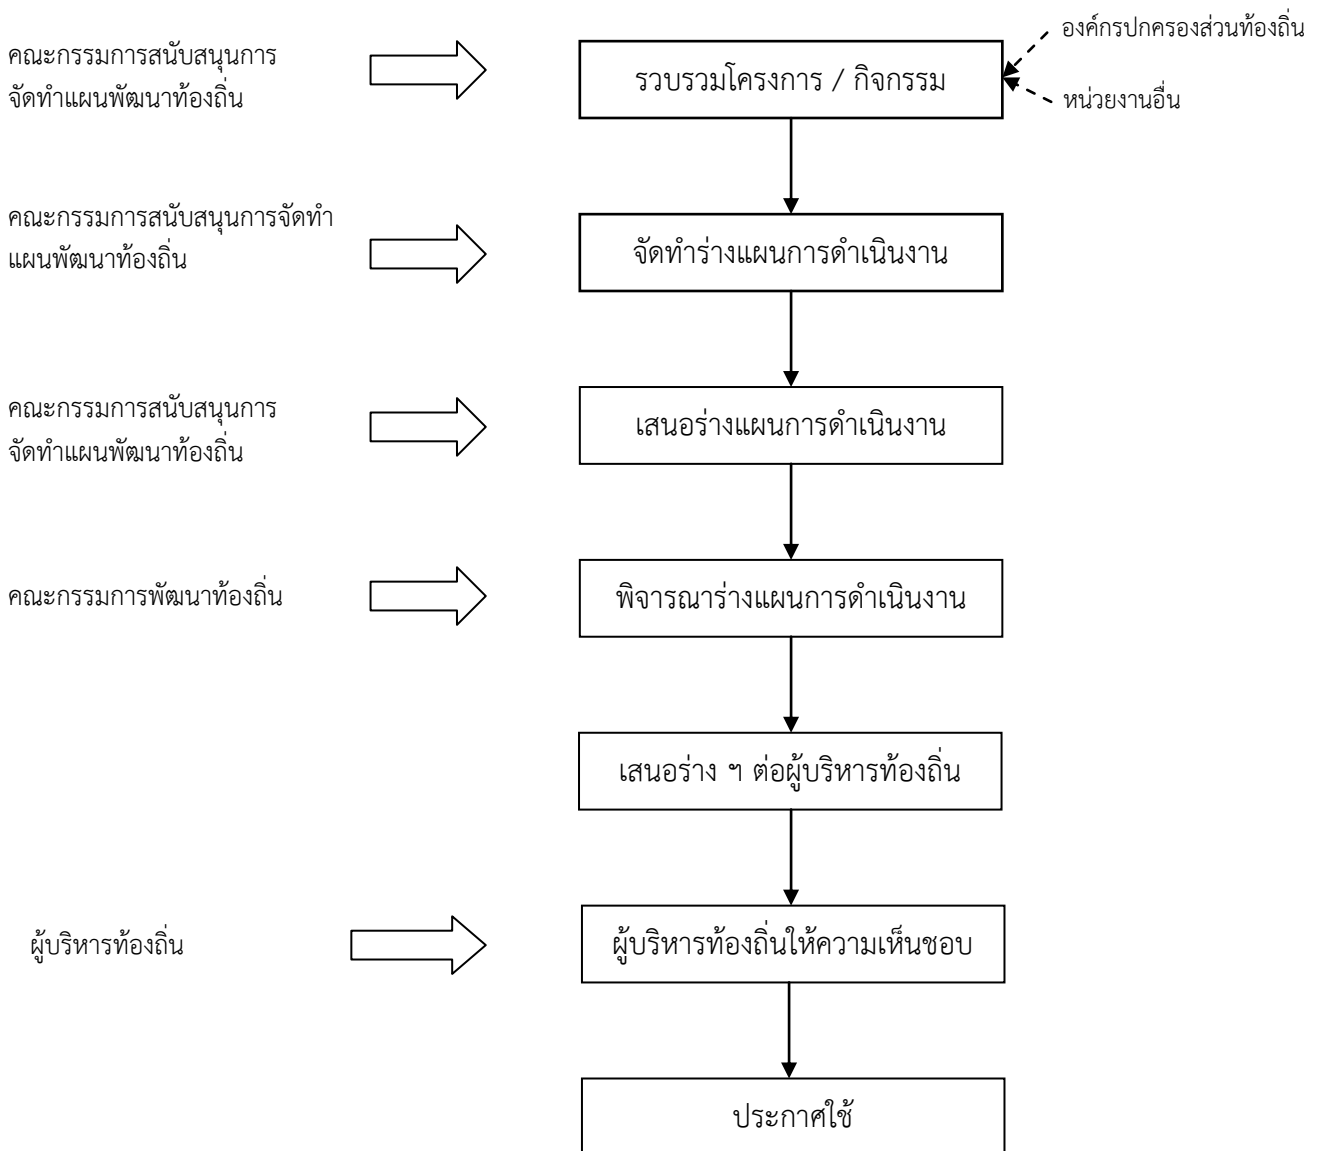 องค์กรปกครองส่วนท้องถิ่น
คณะกรรมการสนับสนุนการ
จัดทำแผนพัฒนาท้องถิ่น
รวบรวมโครงการ / กิจกรรม
หน่วยงานอื่น
คณะกรรมการสนับสนุนการจัดทำ
แผนพัฒนาท้องถิ่น
จัดทำร่างแผนการดำเนินงาน
คณะกรรมการสนับสนุนการ
จัดทำแผนพัฒนาท้องถิ่น
เสนอร่างแผนการดำเนินงาน
คณะกรรมการพัฒนาท้องถิ่น
พิจารณาร่างแผนการดำเนินงาน
เสนอร่าง ฯ ต่อผู้บริหารท้องถิ่น
ผู้บริหารท้องถิ่น
ผู้บริหารท้องถิ่นให้ความเห็นชอบ
ประกาศใช้